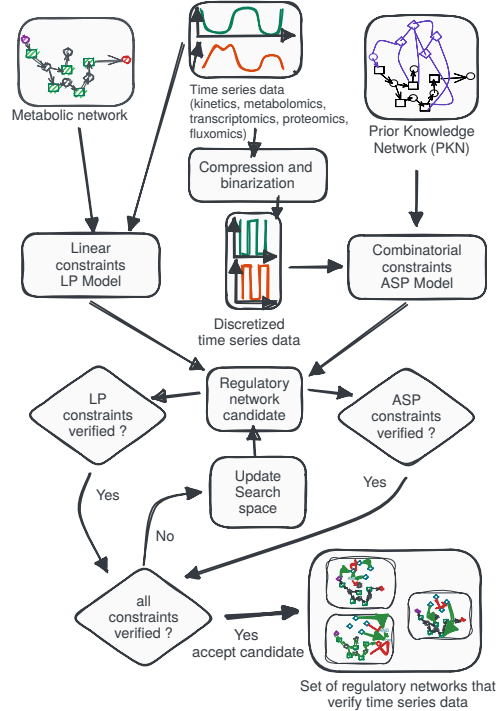 Metabolic network
Time series data
(kinetics, metabolomics,
transcriptomics, proteomics,
fluxomics)
Prior Knowledge
Network (PKN)
Compression and
binarization
Linear
constraints
LP Model
Combinatorial
constraints
ASP Model
Discretized
time series data
LP
constraints
verified ?
Regulatory
network
candidate
ASP
constraints
verified ?
Update
Search
space
Yes
Yes
No
all
constraints
verified ?
Yes
accept candidate
Set of regulatory networks that
verify time series data